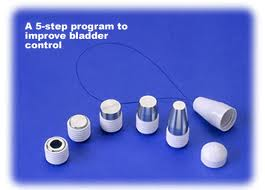 A 5-step program to
improve bladder
control